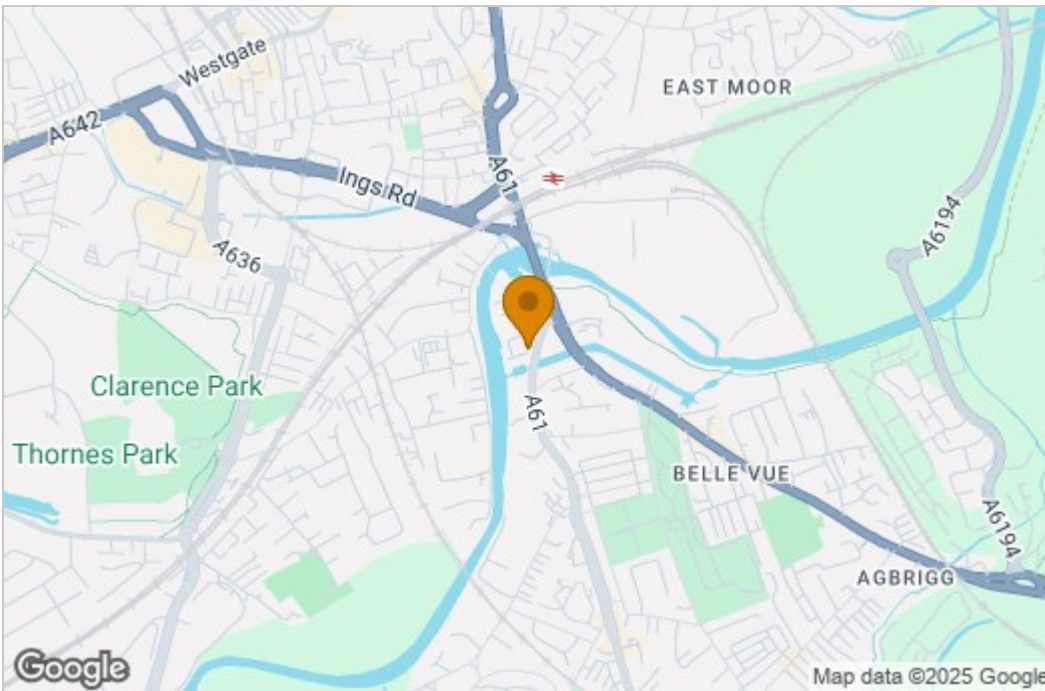 Westgate
EAST MOOR
A642
A61
Ings Rd
A6194
A636
Clarence Park
A61
Thornes Park
BELLE VUE
A6194
AGBRIGG
Google
Map data ©2025 Google